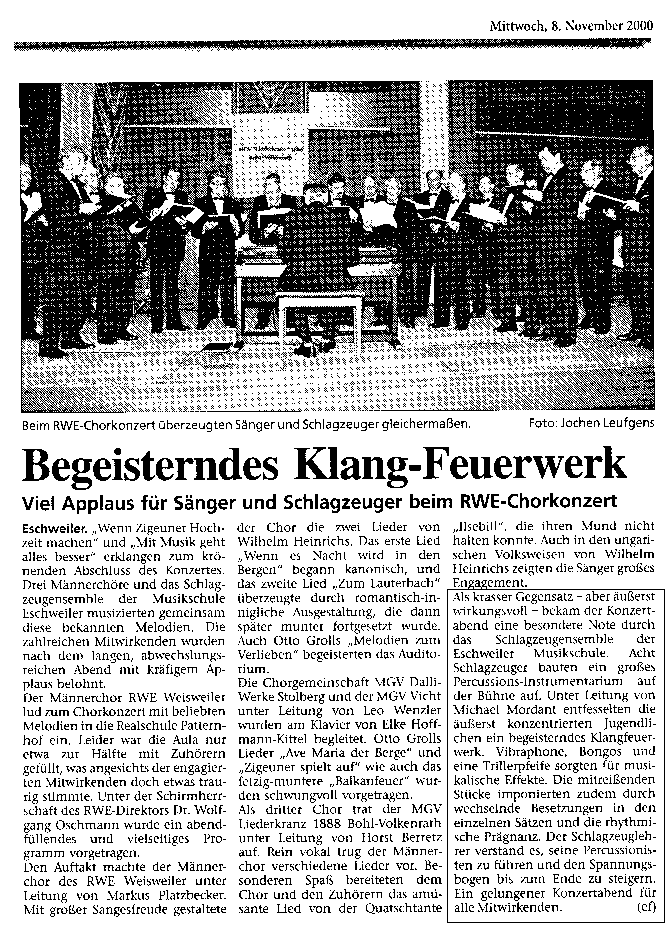 Mittwoch, 8. November 2000
Beim RWE-Chorkonzert überzeugten Sänger und Schlagzeuger gleichermaßen.
Foto: Jochen Leufgens
Begeisterndes Klang-Feuerwerk
Viel Applaus für Sänger und Schlagzeuger beim RWE-Chorkonzert
Eschweiler. „Wenn Zigeuner Hoch-
zeit machen" und „Mit Musik geht
alles besser" erklangen zum krö-
nenden Abschluss des Konzertes.
Drei Männerchöre und das Schlag-
zeugensemble der Musikschule
Eschweiler musizierten gemeinsam
diese bekannten Melodien. Die
zahlreichen Mitwirkenden wurden
nach dem langen, abwechslungs-
reichen Abend mit kräfigem Ap-
plaus belohnt.
Der Männerchor RWE Weisweiler
lud zum Chorkonzert mit beliebten
Melodien in die Realschule Pattern-
hof ein. Leider war die Aula nur
etwa zur Hälfte mit Zuhörern
gefüllt, was angesichts der engagier-
ten Mitwirkenden doch etwas trau-
rig stimmte. Unter der Schirmherr-
schaft des RWE-Direktors Dr. Wolf-
gang Oschmann wurde ein abend-
füllendes und vielseitiges Pro-
gramm vorgetragen.
Den Auftakt machte der Männer-
chor des RWE Weisweiler unter
Leitung von Markus Platzbecker.
Mit großer Sangesfreude gestaltete
der Chor die zwei Lieder von
Wilhelm Heinrichs. Das erste Lied
„Wenn es Nacht wird in den
Bergen" begann kanonisch, und
das zweite Lied „Zum Lauterbach"
überzeugte durch romantisch-in-
nigliche Ausgestaltung, die dann
später munter fortgesetzt wurde.
Auch Otto Grolls „Melodien zum
Verlieben" begeisterten das Audito-
rium.
Die Chorgemeinschaft MGV Dalli-
Werke Stolberg und der MGV Vicht
unter Leitung von Leo Wenzler
wurden am Klavier von Elke Hoff-
mann-Kittel begleitet. Otto Grolls
Lieder „Ave Maria der Berge" und
„Zigeuner spielt auf" wie auch das
fetzig-muntere „Balkanfeuer" wur-
den schwungvoll vorgetragen.
Als dritter Chor trat der MGV
Liederkranz 1888 Bohl-Volkenrath
unter Leitung von Horst Berretz
auf. Rein vokal trug der Männer-
chor verschiedene Lieder vor. Be-
sonderen Spaß bereiteten dem
Chor und den Zuhörern das amü-
sante Lied von der Quatschtante
„Ilsebill", die ihren Mund nicht
halten konnte. Auch in den ungari-
schen Volksweisen von Wilhelm
Heinrichs zeigten die Sänger großes
Engagement.
Als krasser Gegensatz – aber äußerst
wirkungsvoll – bekam der Konzert-
abend eine besondere Note durch
das Schlagzeugensemble der
Eschweiler Musikschule. Acht
Schlagzeuger bauten ein großes
Percussions-Instrumentarium auf
der Bühne auf. Unter Leitung von
Michael Mordant entfesselten die
äußerst konzentrierten Jugendli-
chen ein begeisterndes Klangfeuer-
werk. Vibraphone, Bongos und
eine Trillerpfeife sorgten für musi-
kalische Effekte. Die mitreißenden
Stücke imponierten zudem durch
wechselnde Besetzungen in den
einzelnen Sätzen und die rhythmi-
sche Prägnanz. Der Schlagzeugleh-
rer verstand es, seine Percussionis-
ten zu führen und den Spannungs-
bogen bis zum Ende zu steigern.
Ein gelungener Konzertabend für
alle Mitwirkenden. (cf)